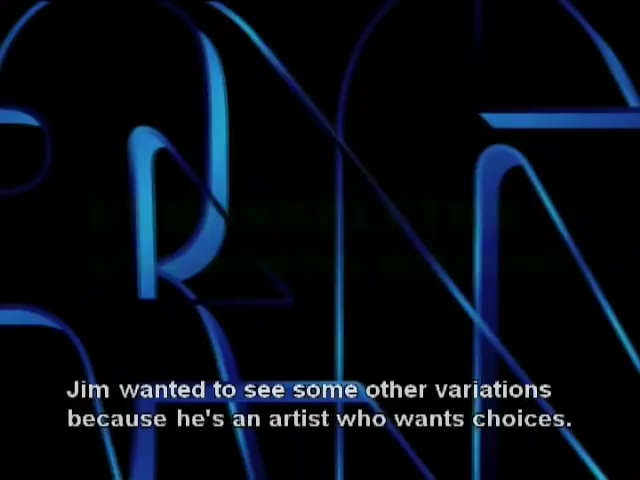 Jim wanted to see some other variations
because he's an artist who wants choices.